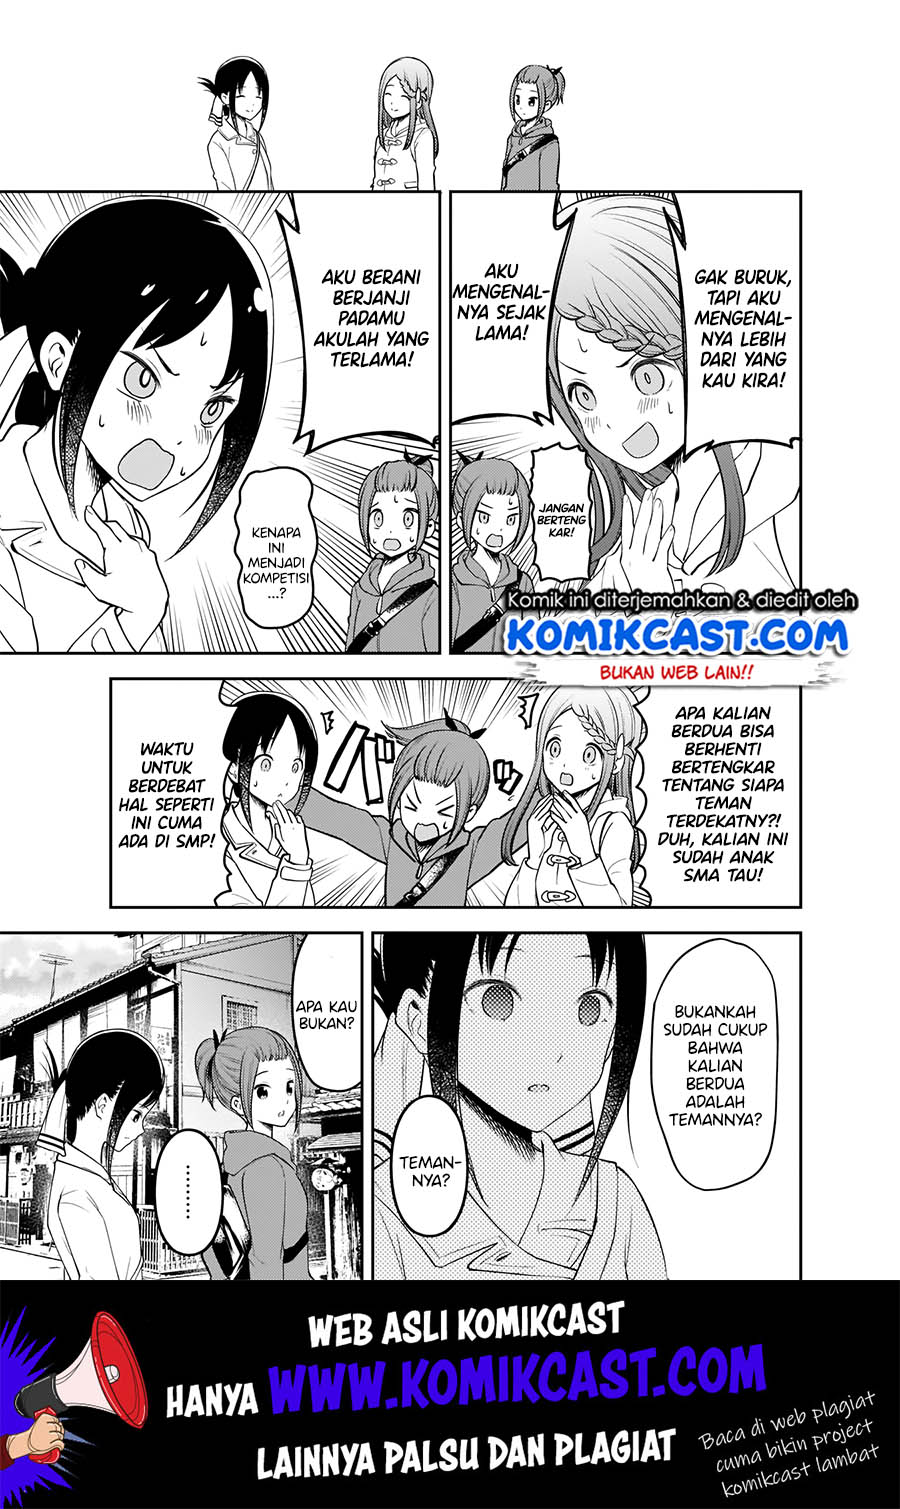 GAK BURUK,
TAPI AKU
MENGENAL-
NYA LEBIH
DARI YANG
KAU KIRA!
AKU
MENGENAL-
NYA SEJAK
LAMA!
JANGAN
BERTENG
KAR!
AKU BERANI
BERJANJI
PADAMU
AKULAH YANG
TERLAMA!
KENAPA
INI
MENJADI
KOMPETISI
...?
Komik ini diterjemahkan & diedit oleh
KOMIKCAST.COM
BUKAN WEB LAIN!!
APA KALIAN
BERDUA BISA
BERHENTI
BERTENGKAR
TENTANG SIAPA
TEMAN
TERDEKATNY?!
DUH, KALIAN INI
SUDAH ANAK
SMA TAU!
バッ
WAKTU
UNTUK
BERDEBAT
HAL SEPERTI
INI CUMA
ADA DI SMP!
BUKANKAH
SUDAH CUKUP
BAHWA
KALIAN
BERDUA
ADALAH
TEMANNYA?
TEMAN-
NYA?
APA KAU
BUKAN?
........
WEB ASLI KOMIKCAST
HANYA WWW.KOMIKCAST.COM
LAINNYA PALSU DAN PLAGIAT
Baca di web plagiat
cuma bikin project
komikcast lambat